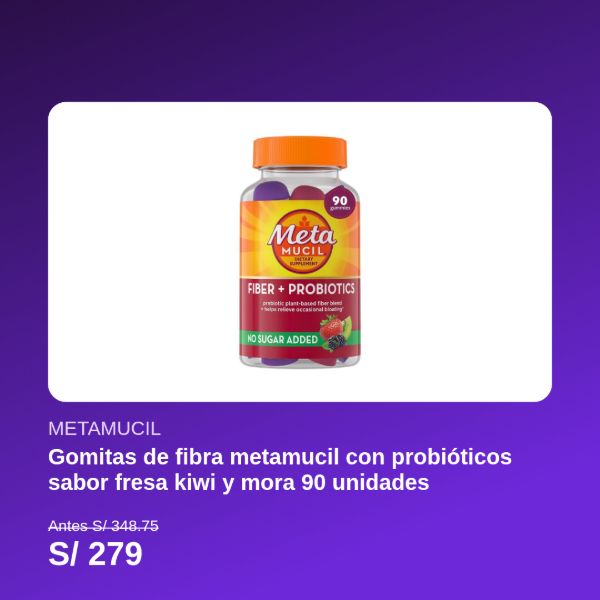 90
gummies
Meta
MUCIL
DIETARY
SUPPLEMENT
FIBER + PROBIOTICS
prebiotic plant-based fiber blend
+ helps relieve occasional bloating*
NO SUGAR ADDED
METAMUCIL
Gomitas de fibra metamucil con probióticos
sabor fresa kiwi y mora 90 unidades
Antes S/ 348.75
S/ 279